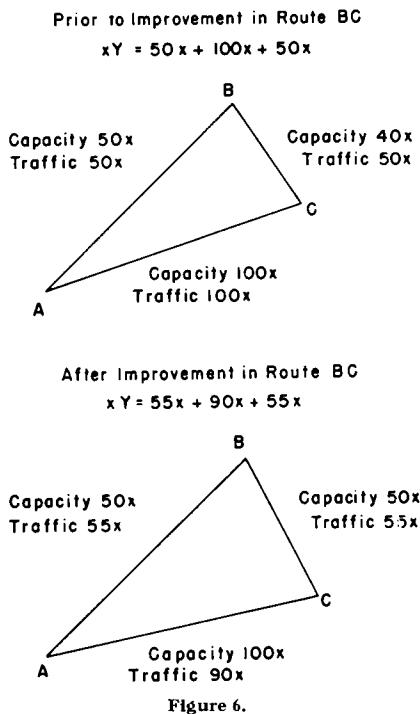 Prior to Improvement in Route BC
xY = 50x + 100x + 50x
B
Capacity 50x
Traffic 50x
Capacity 40x
Traffic 50x
C
Capacity 100x
Traffic 100x
A
After Improvement in Route BC
xY = 55x + 90x + 55x
B
Capacity 50x
Traffic 55x
Capacity 50x
Traffic 55x
C
A
Capacity 100x
Traffic 90x
Figure 6.